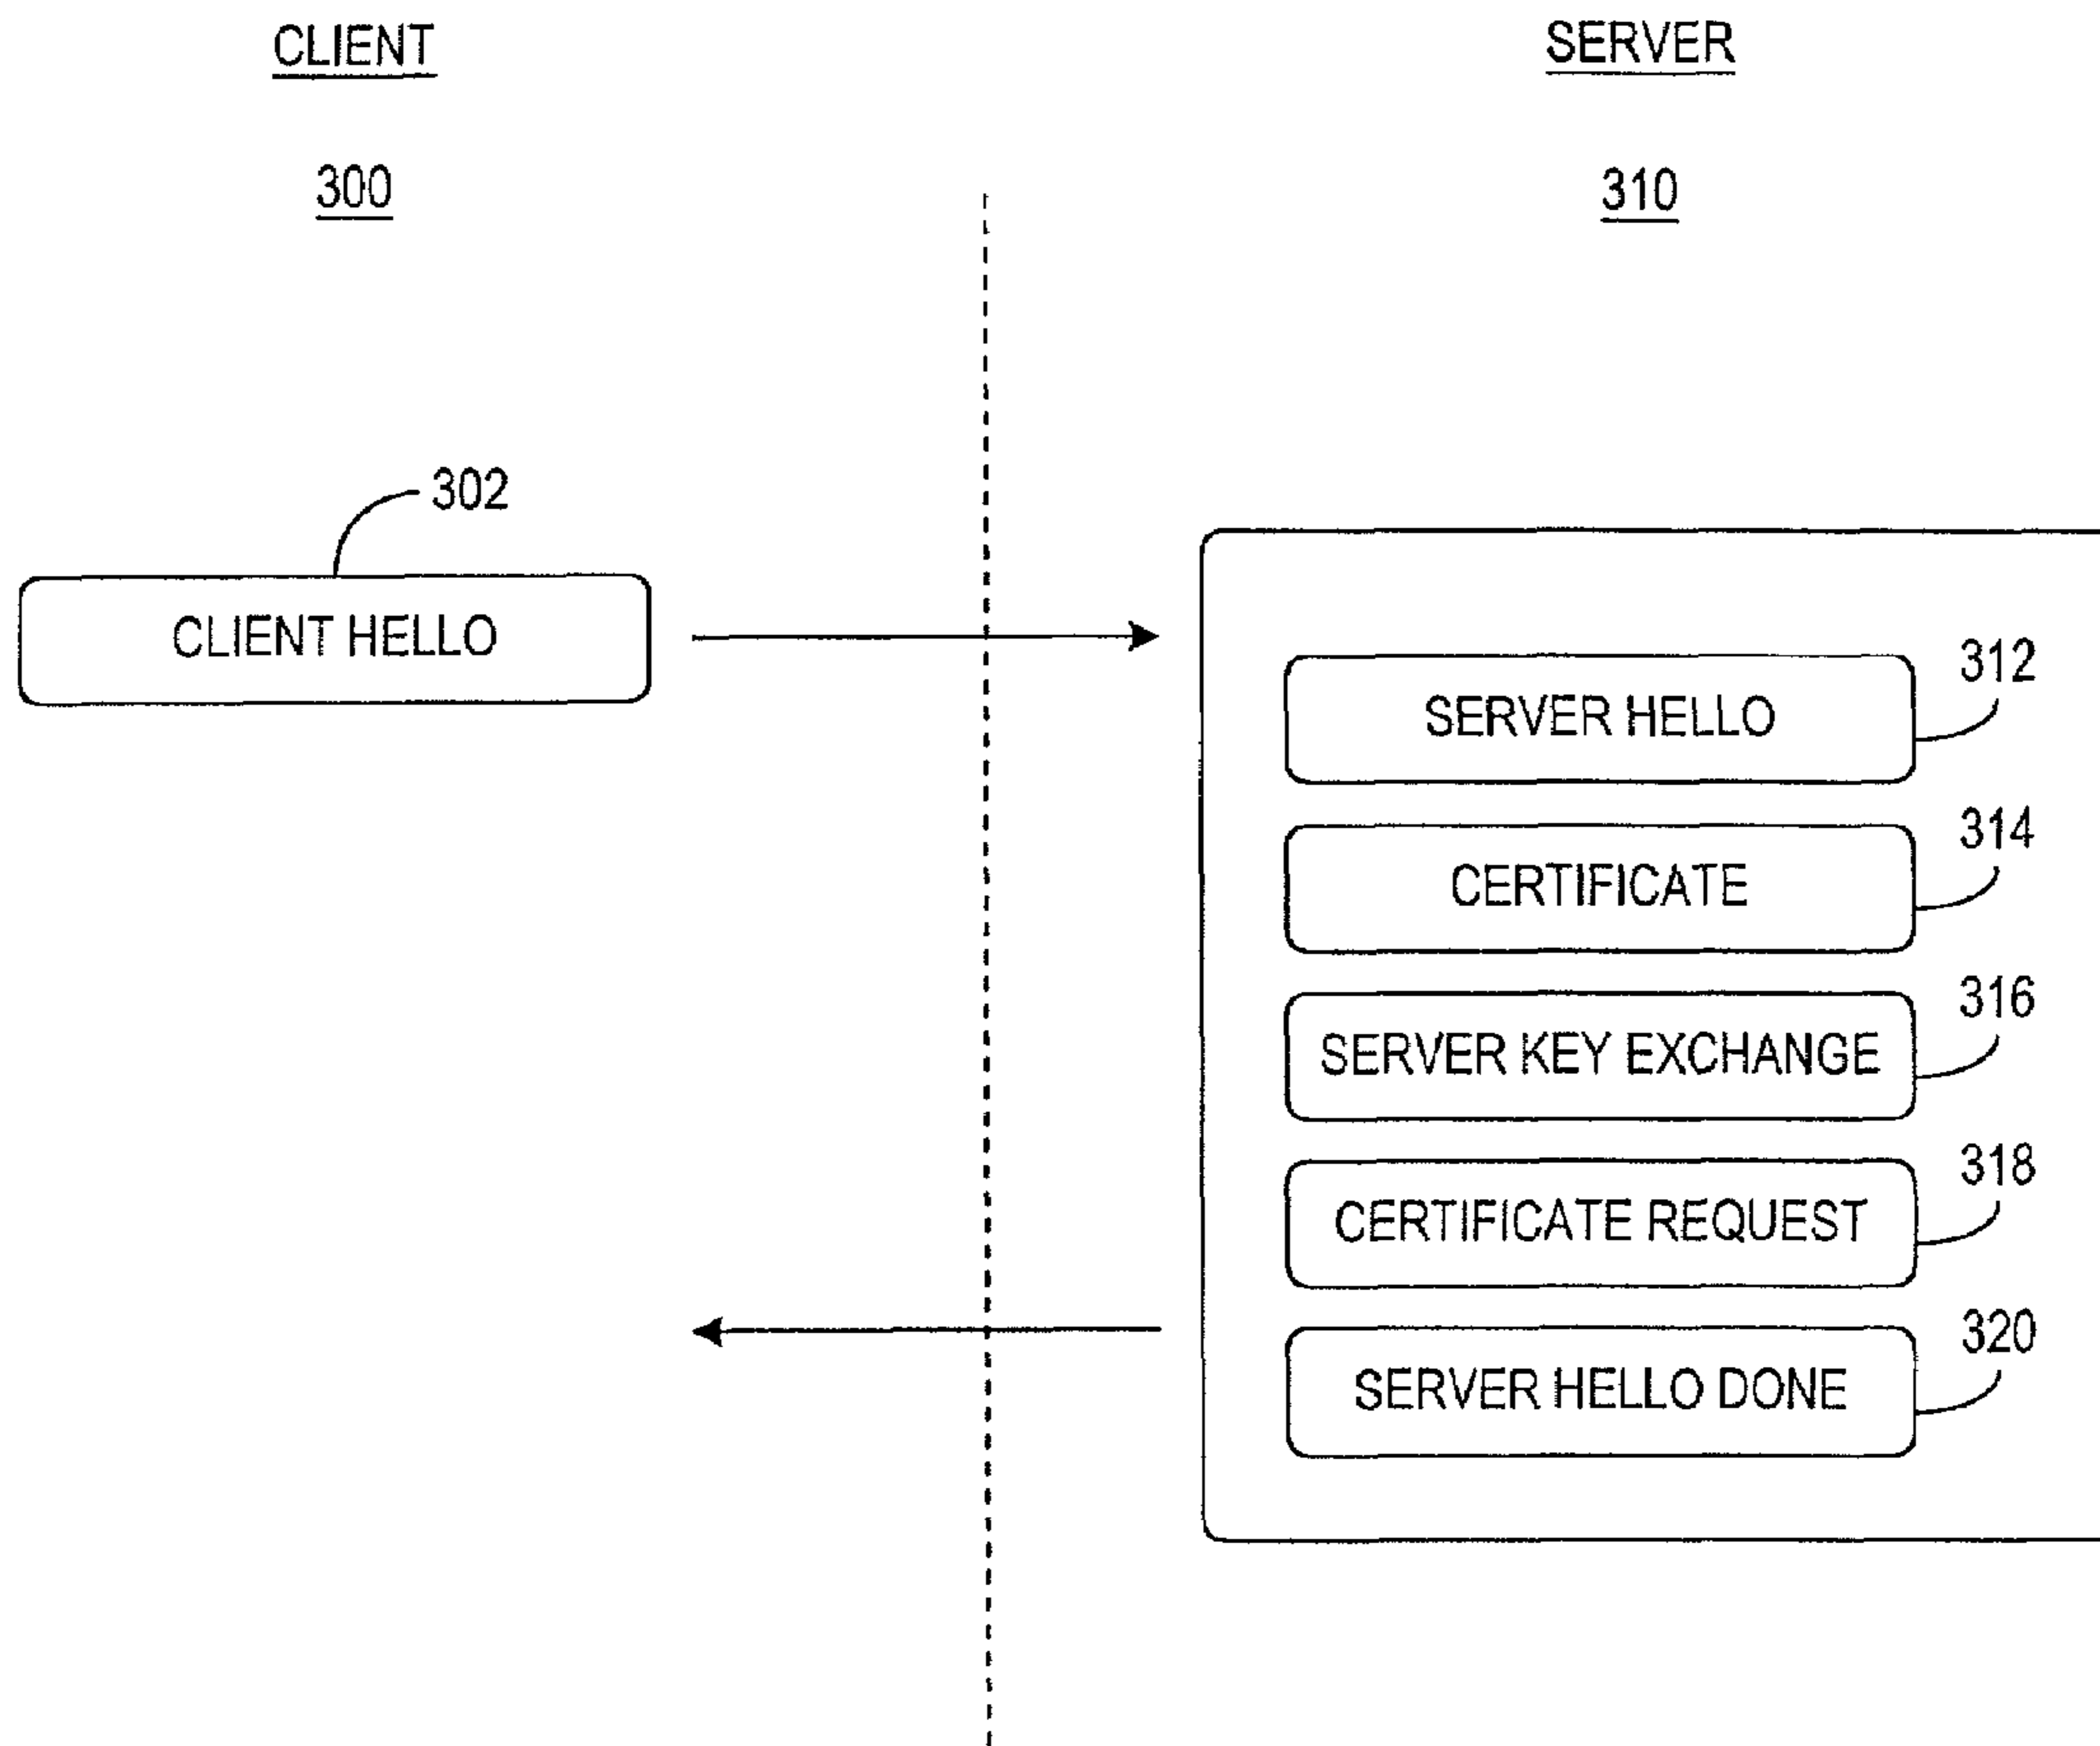 CLIENT
SERVER
300
310
302
CLIENT HELLO
312
SERVER HELLO
314
CERTIFICATE
316
SERVER KEY EXCHANGE
318
CERTIFICATE REQUEST
320
SERVER HELLO DONE